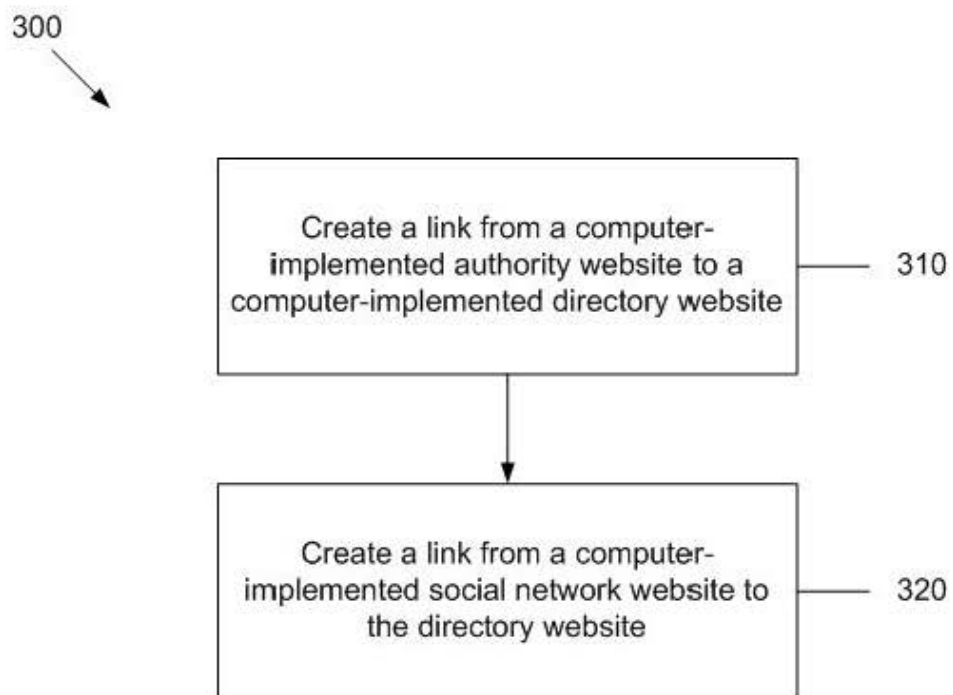 300
Create a link from a computer-
implemented authority website to a
computer-implemented directory website
310
Create a link from a computer-
implemented social network website to
the directory website
320